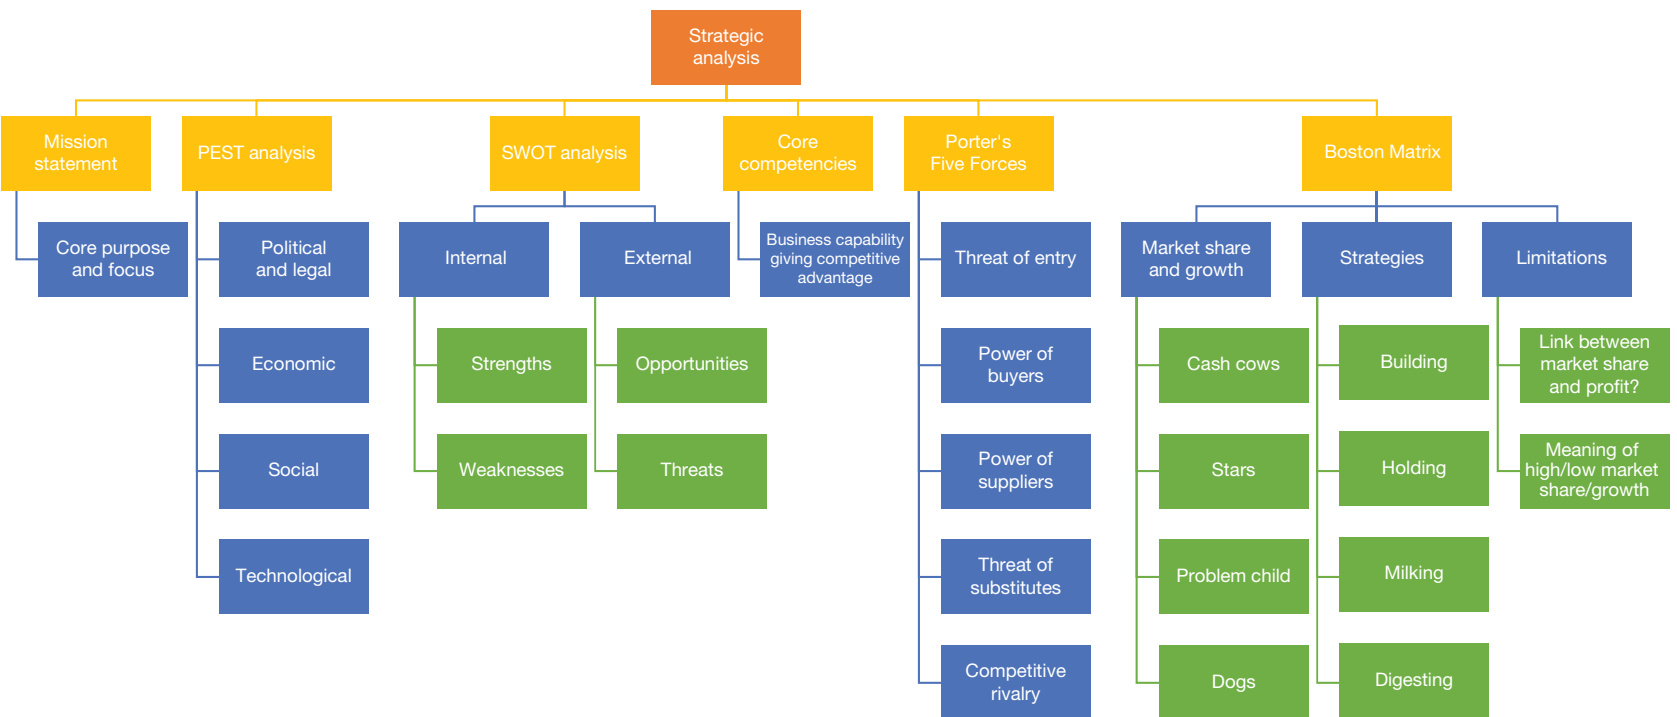 Strategic
analysis
Mission
statement
PEST analysis
SWOT analysis
Core
competencies
Porter's
Five Forces
Boston Matrix
Core purpose
and focus
Political
and legal
Internal
External
Business capability
giving competitive
advantage
Threat of entry
Market share
and growth
Strategies
Limitations
Economic
Strengths
Opportunities
Power of
buyers
Cash cows
Building
Link between
market share
and profit?
Social
Weaknesses
Threats
Power of
suppliers
Stars
Holding
Meaning of
high/low market
share/growth
Technological
Threat of
substitutes
Problem child
Milking
Competitive
rivalry
Dogs
Digesting